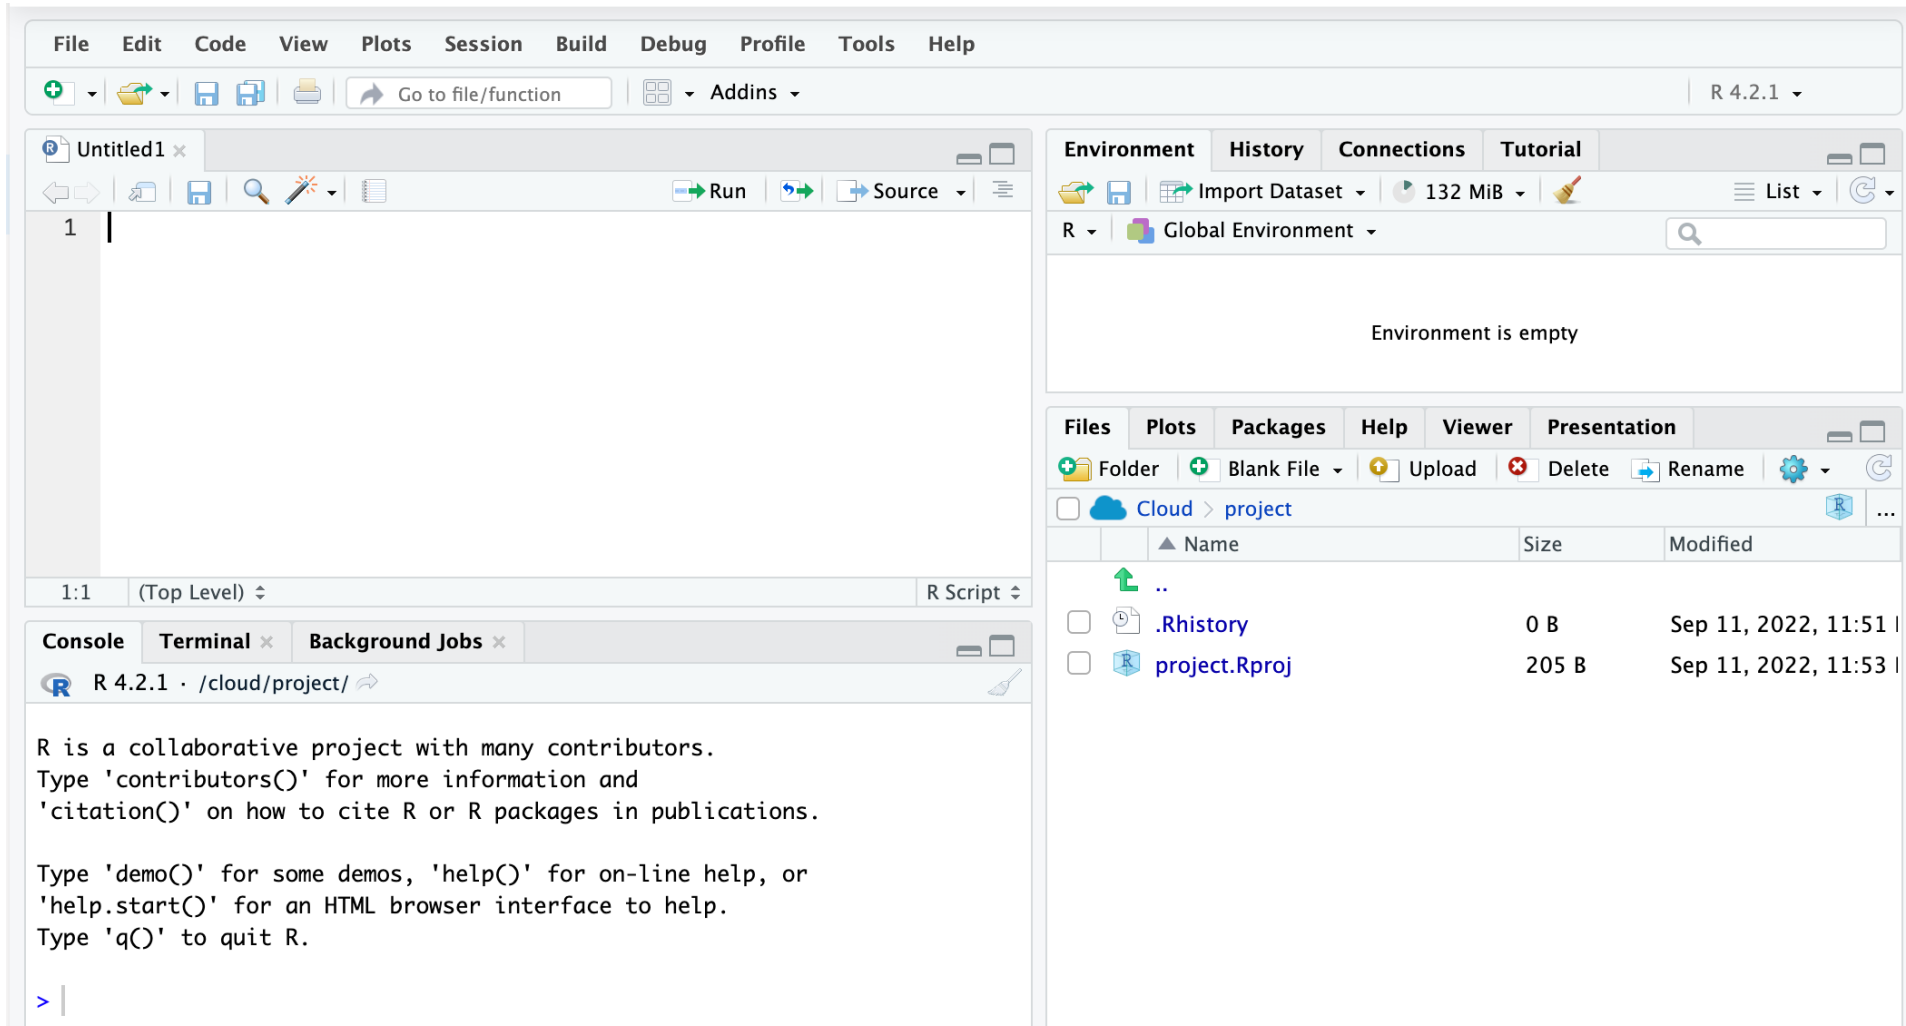 File Edit Code View Plots Session Build Debug Profile Tools Help
Go to file/function Addins R 4.2.1
Untitled1
Run Source
1
1:1 (Top Level) R Script
Console Terminal Background Jobs
R 4.2.1 · /cloud/project/
R is a collaborative project with many contributors.
Type 'contributors()' for more information and
'citation()' on how to cite R or R packages in publications.
Type 'demo()' for some demos, 'help()' for on-line help, or
'help.start()' for an HTML browser interface to help.
Type 'q()' to quit R.
>
Environment History Connections Tutorial
Import Dataset 132 MiB List
R Global Environment
Environment is empty
Files Plots Packages Help Viewer Presentation
Folder Blank File Upload Delete Rename
Cloud project ...
Name Size Modified
..
.Rhistory 0 B Sep 11, 2022, 11:51
project.Rproj 205 B Sep 11, 2022, 11:53